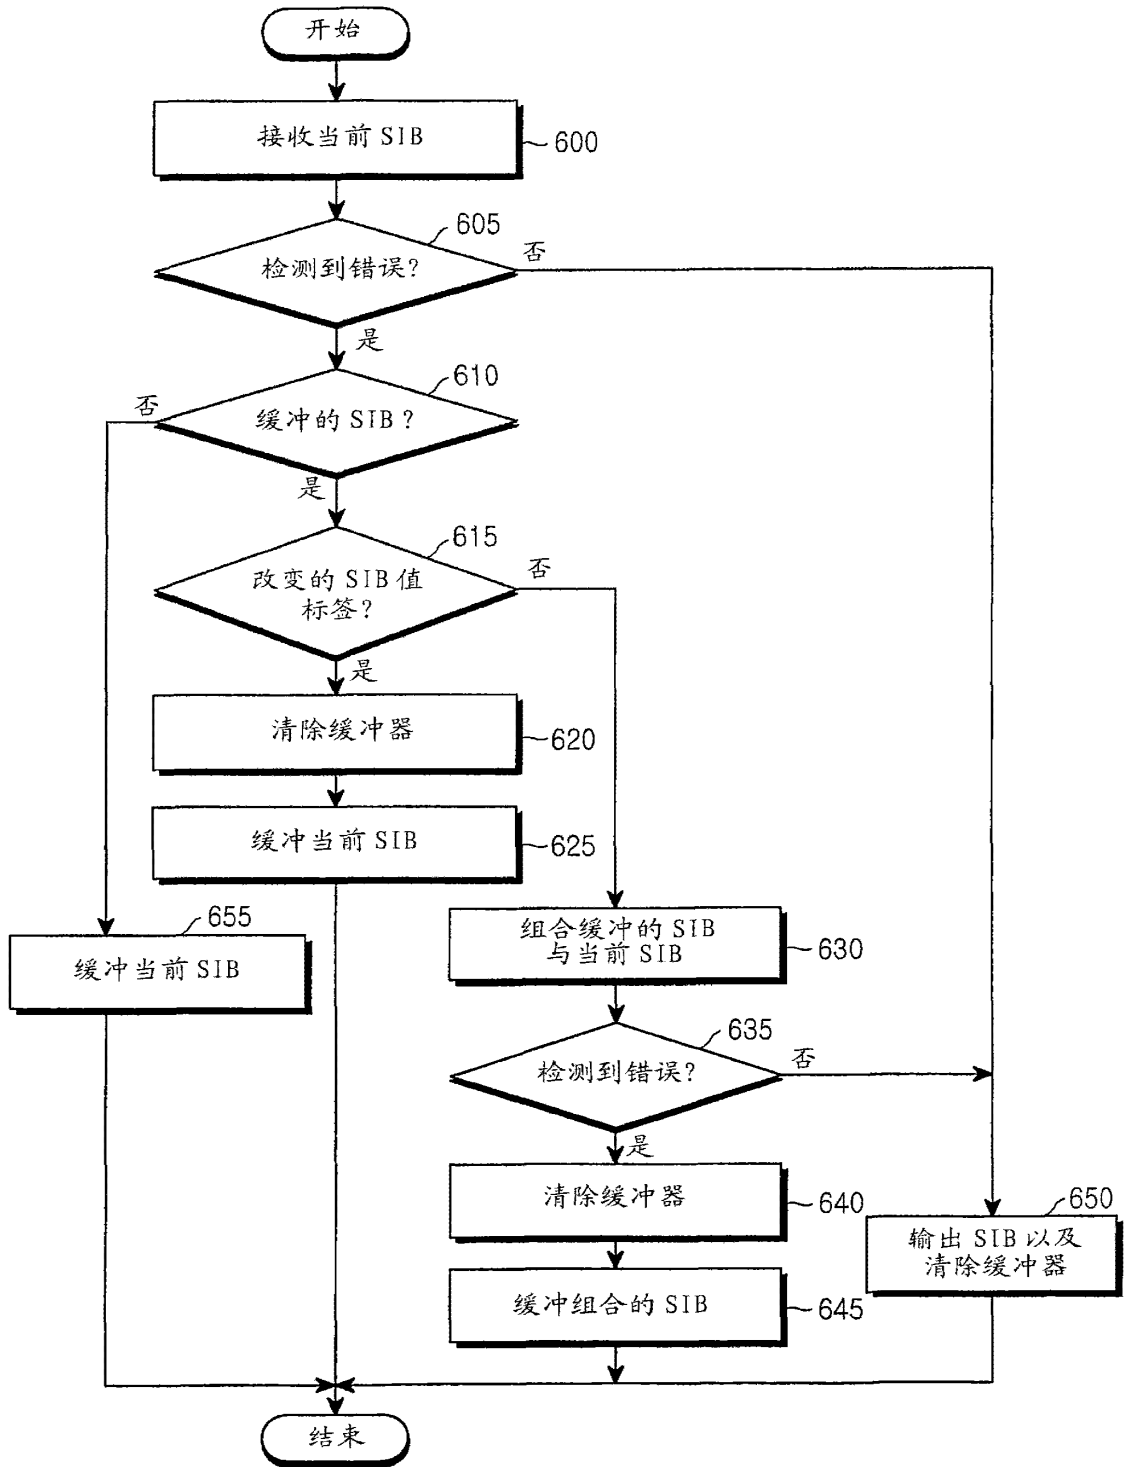 开始
接收当前 SIB
600
605
检测到错误?
否
是
610
缓冲的 SIB?
否
是
615
改变的 SIB 值
标签?
否
是
清除缓冲器
620
缓冲当前 SIB
625
655
缓冲当前 SIB
组合缓冲的 SIB
与当前 SIB
630
635
检测到错误?
否
是
清除缓冲器
640
650
输出 SIB 以及
清除缓冲器
缓冲组合的 SIB
645
结束